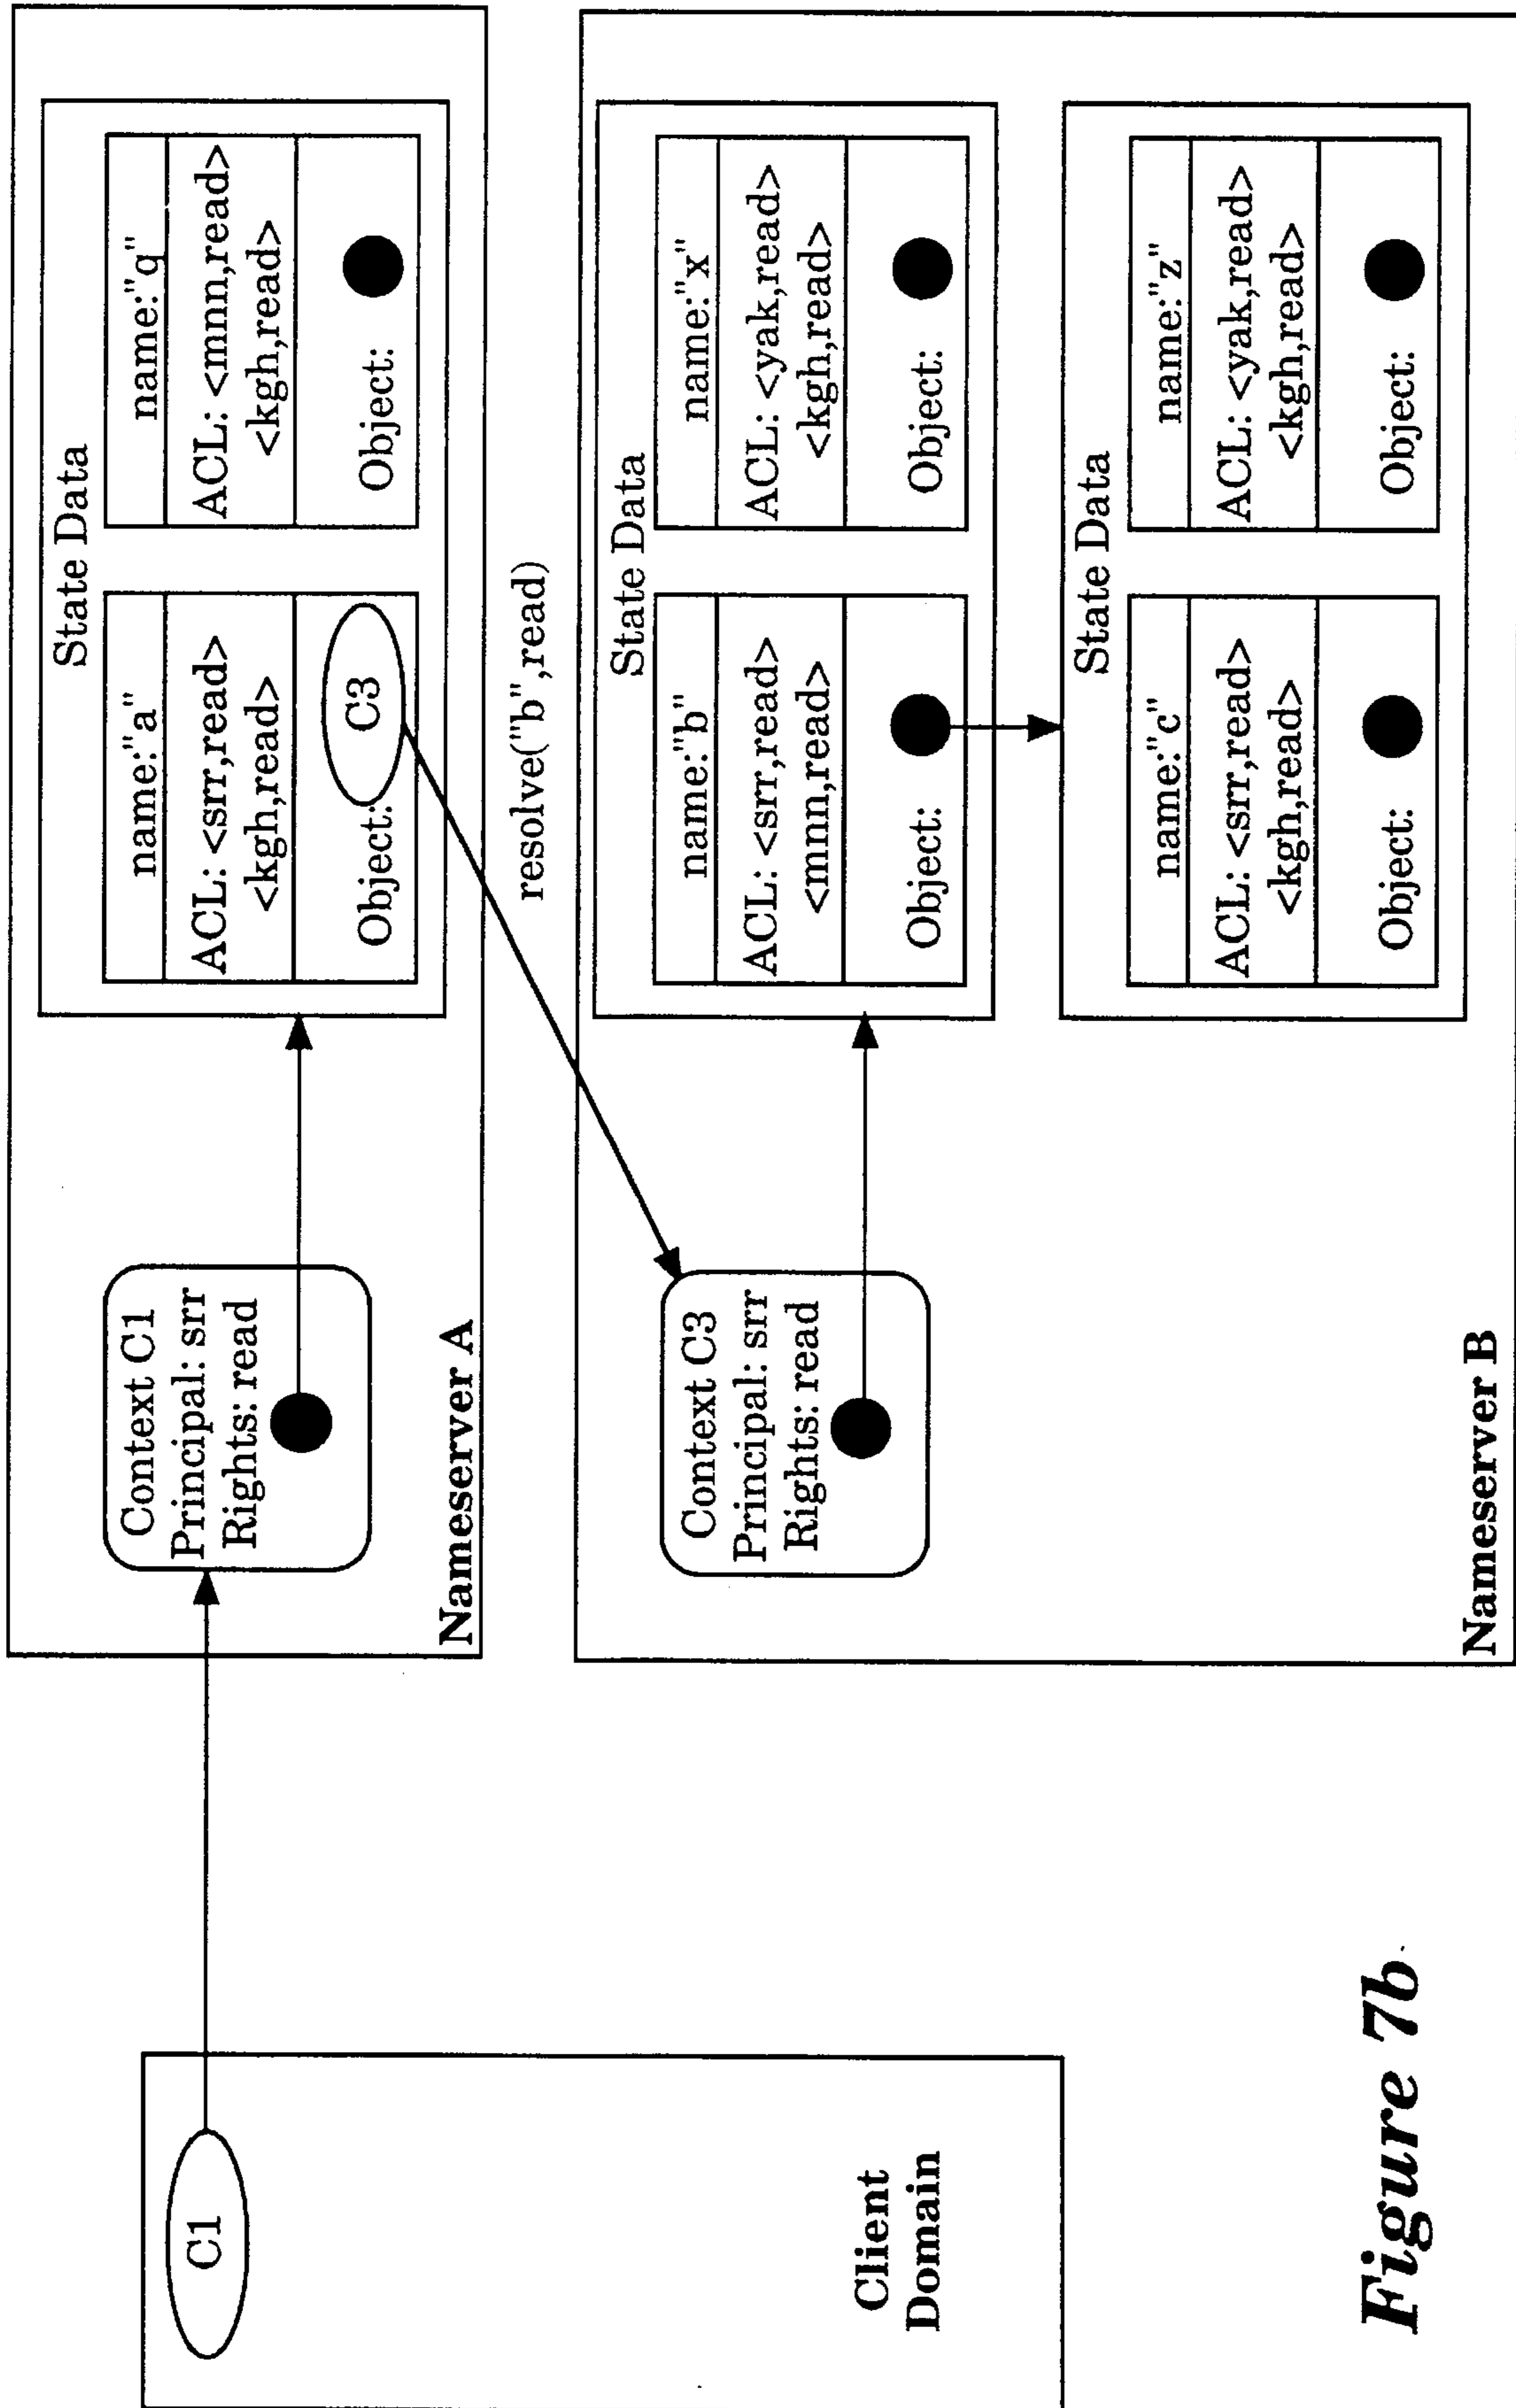 C1
Client
Domain
Context C1
Principal: srr
Rights: read
Nameserver A
State Data
name:"a"
ACL: <srr,read>
<kgh,read>
Object:
C3
name:"q"
ACL: <mnn,read>
<kgh,read>
Object:
resolve("b",read)
Context C3
Principal: srr
Rights: read
Nameserver B
State Data
name:"b"
ACL: <srr,read>
<mnn,read>
Object:
name:"x"
ACL: <yak,read>
<kgh,read>
Object:
State Data
name:"c"
ACL: <srr,read>
<kgh,read>
Object:
name:"z"
ACL: <yak,read>
<kgh,read>
Object:
Figure 7b